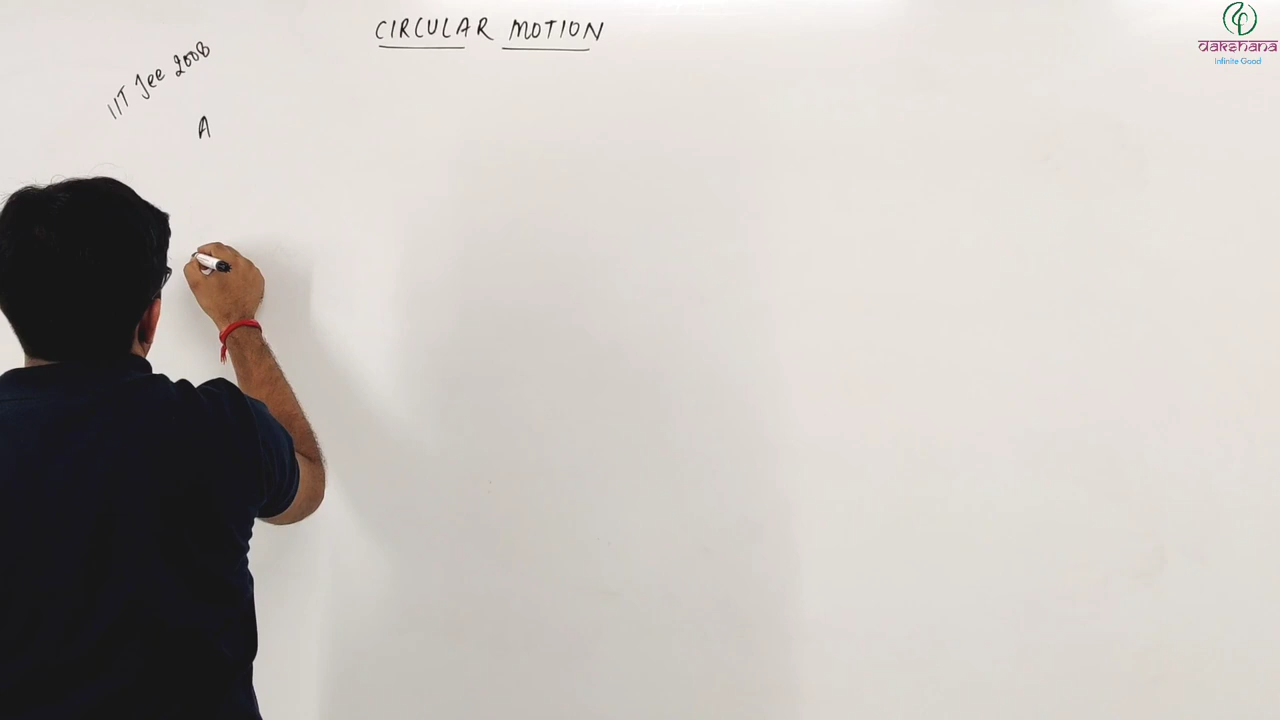 CIRCULAR MOTION
IIT Jee 2008
A
dakshana
Infinite Good